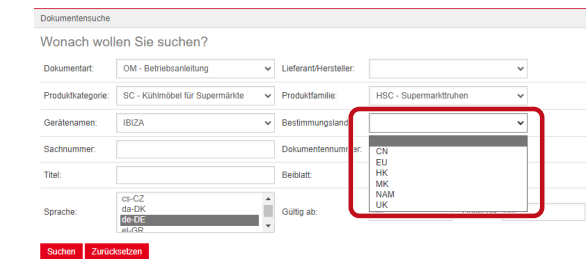 Dokumentensuche
Wonach wollen Sie suchen?
Dokumentart: OM - Betriebsanleitung Lieferant/Hersteller:
Produktkategorie: SC - Kühlmöbel für Supermärkte Produktfamilie: HSC - Supermarkttruhen
Gerätenamen: IBIZA Bestimmungsland
Sachnummer: Dokumentennummer:
CN
EU
HK
MK
NAM
UK
Titel: Beiblatt:
Sprache: cs-CZ
da-DK
de-DE
el-GR
Gültig ab:
Suchen Zurücksetzen